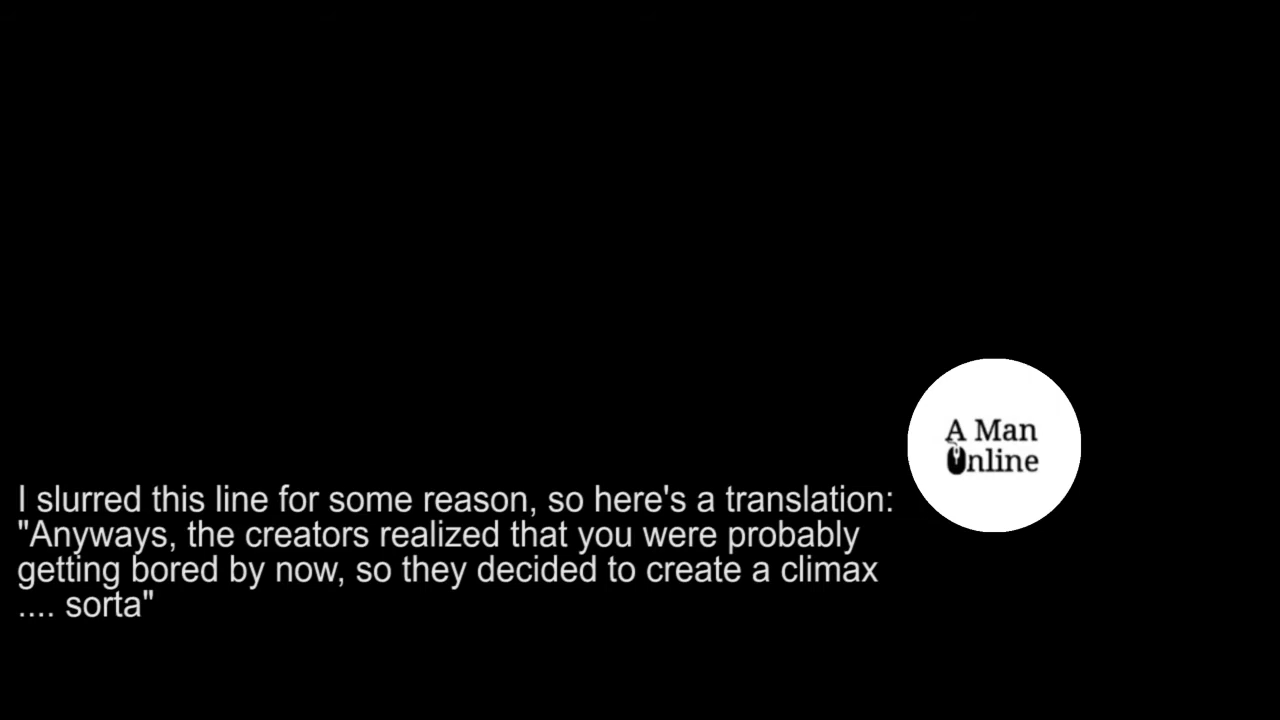 A Man
Online
I slurred this line for some reason, so here's a translation:
"Anyways, the creators realized that you were probably
getting bored by now, so they decided to create a climax
.... sorta"